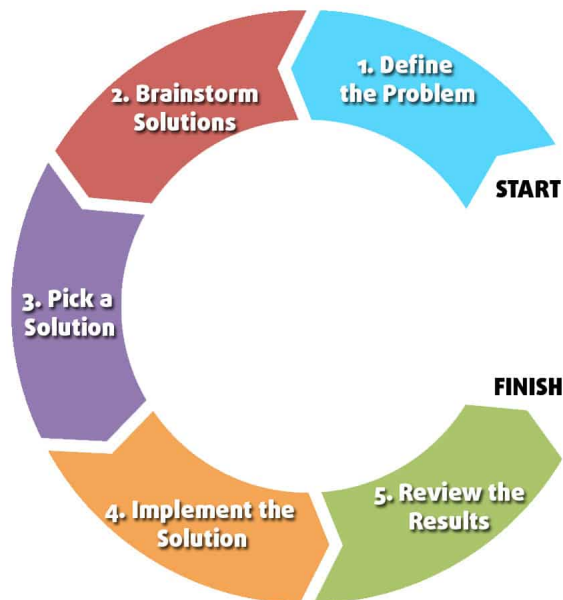 1. Define
the Problem
2. Brainstorm
Solutions
START
3. Pick a
Solution
FINISH
4. Implement the
Solution
5. Review the
Results